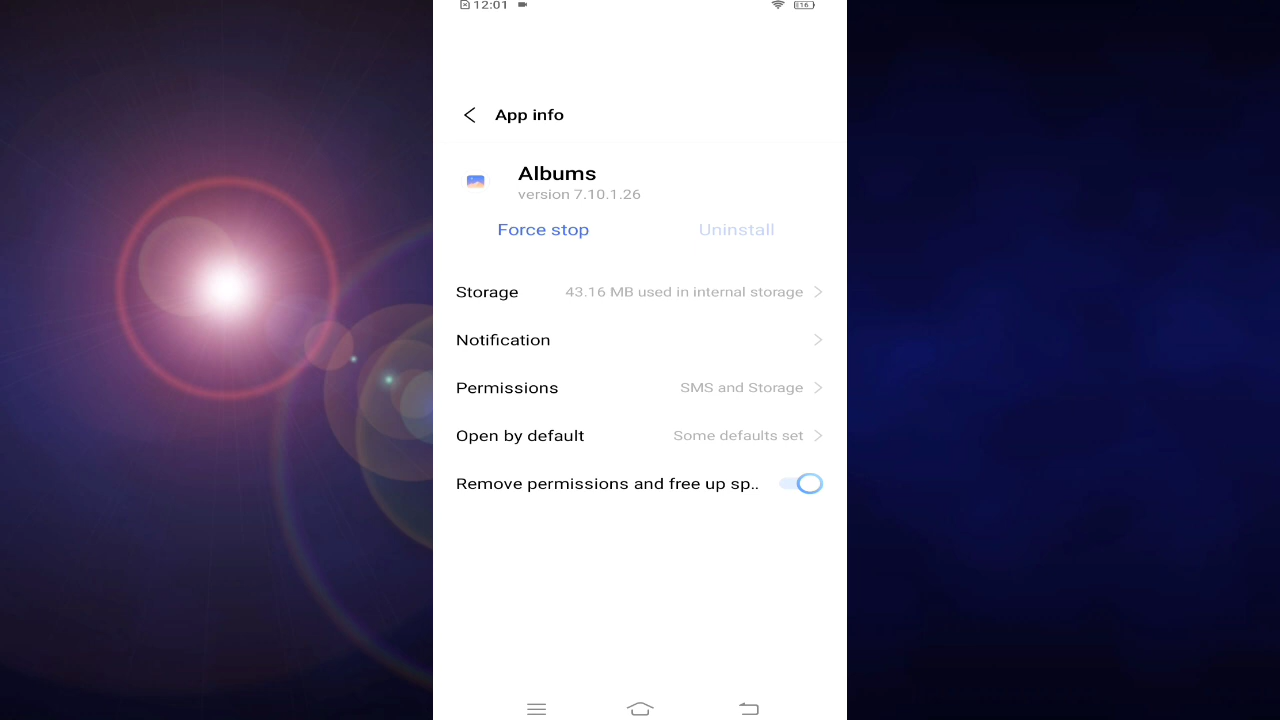 12:01 16
App info
Albums
version 7.10.1.26
Force stop Uninstall
Storage 43.16 MB used in internal storage
Notification
Permissions SMS and Storage
Open by default Some defaults set
Remove permissions and free up sp..